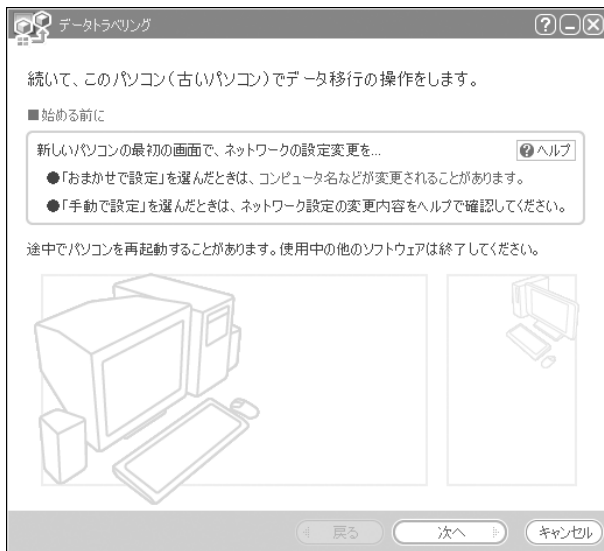 データトラベリング
続いて、このパソコン(古いパソコン)でデータ移行の操作をします。
■始める前に
新しいパソコンの最初の画面で、ネットワークの設定変更を...
ヘルプ
●「おまかせで設定」を選んだときは、コンピュータ名などが変更されることがあります。
●「手動で設定」を選んだときは、ネットワーク設定の変更内容をヘルプで確認してください。
途中でパソコンを再起動することがあります。使用中の他のソフトウェアは終了してください。
戻る
次へ
キャンセル